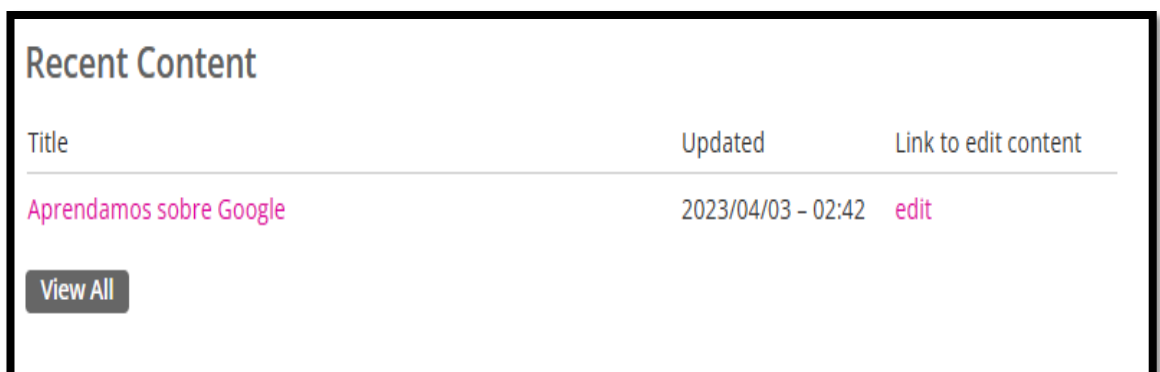 Recent Content
Title Updated Link to edit content
Aprendamos sobre Google 2023/04/03 – 02:42 edit
View All